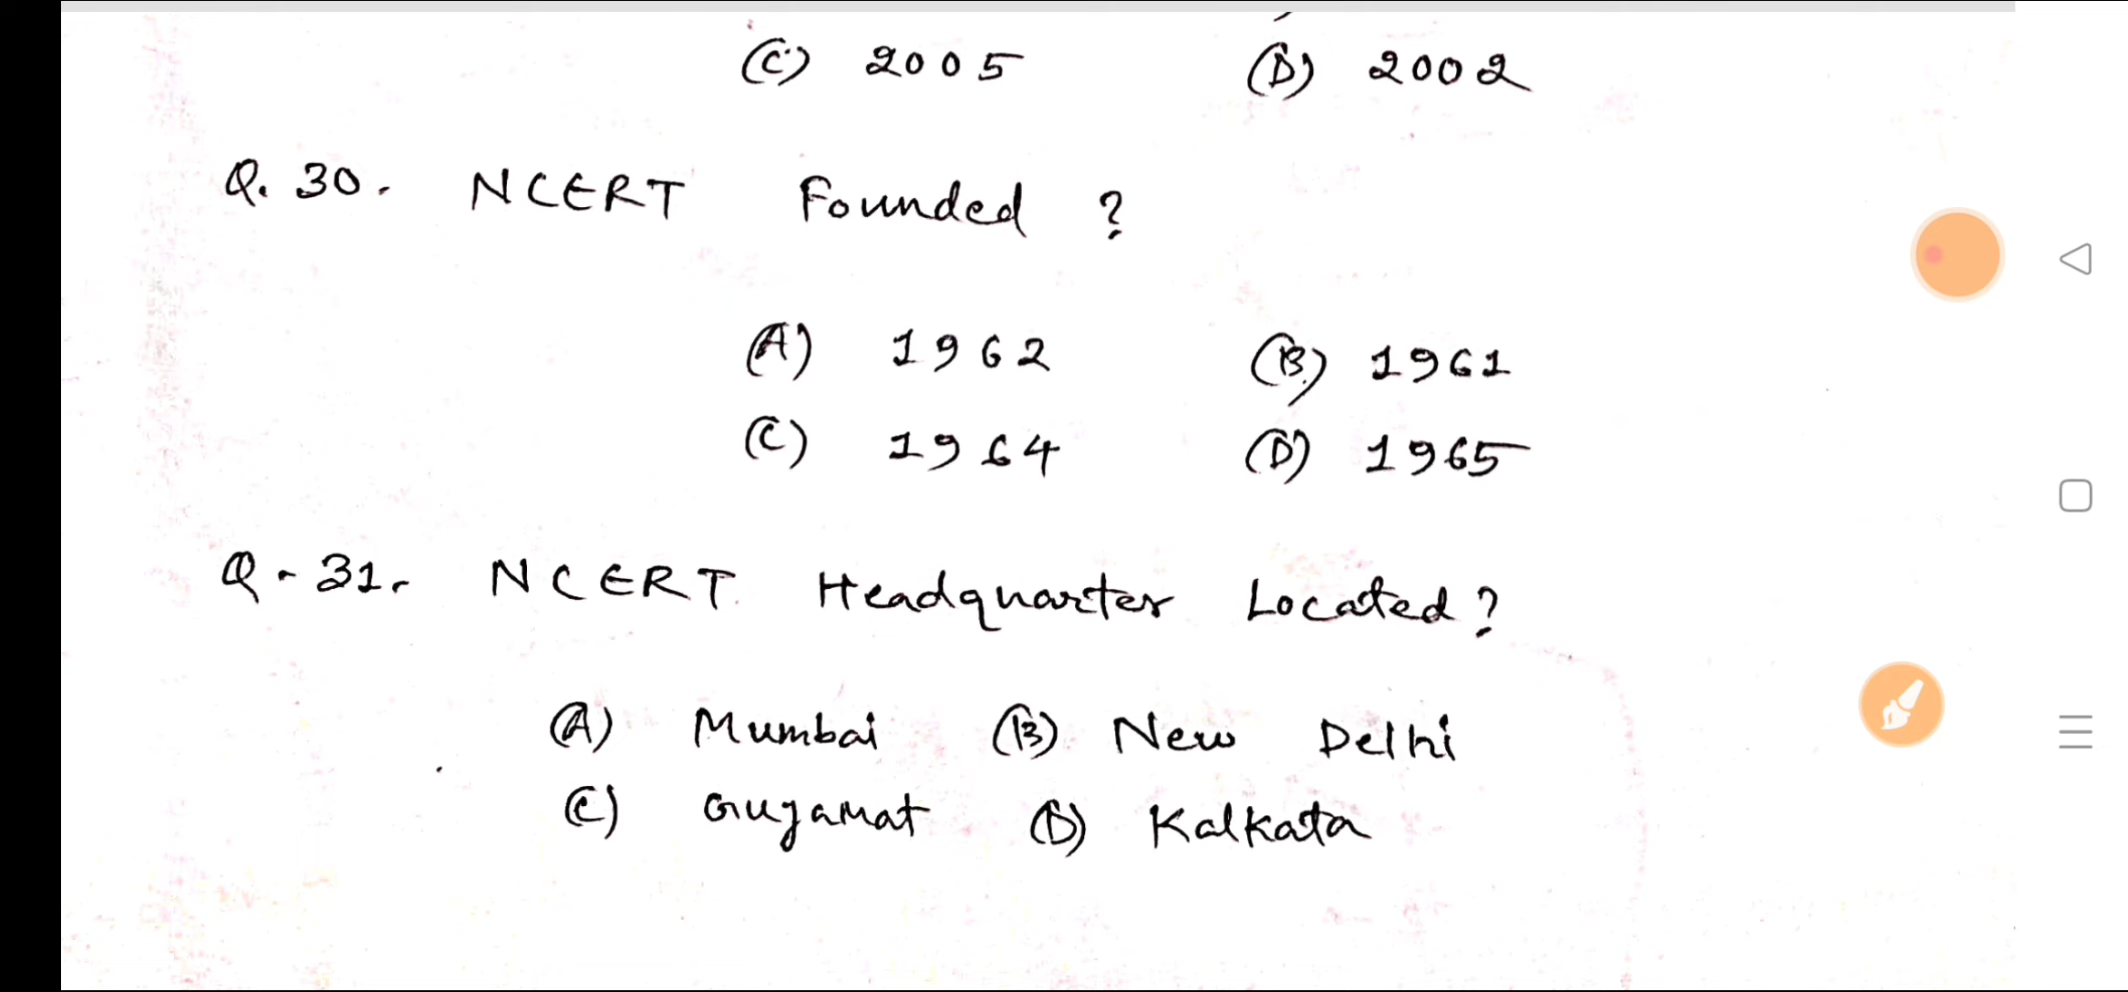 (C) 2005 (D) 2002
Q. 30. NCERT Founded ?
(A) 1962 (B) 1961
(C) 1964 (D) 1965
Q. 31. NCERT Headquarter Located ?
(A) Mumbai (B) New Delhi
(C) Gujarat (D) Kalkata